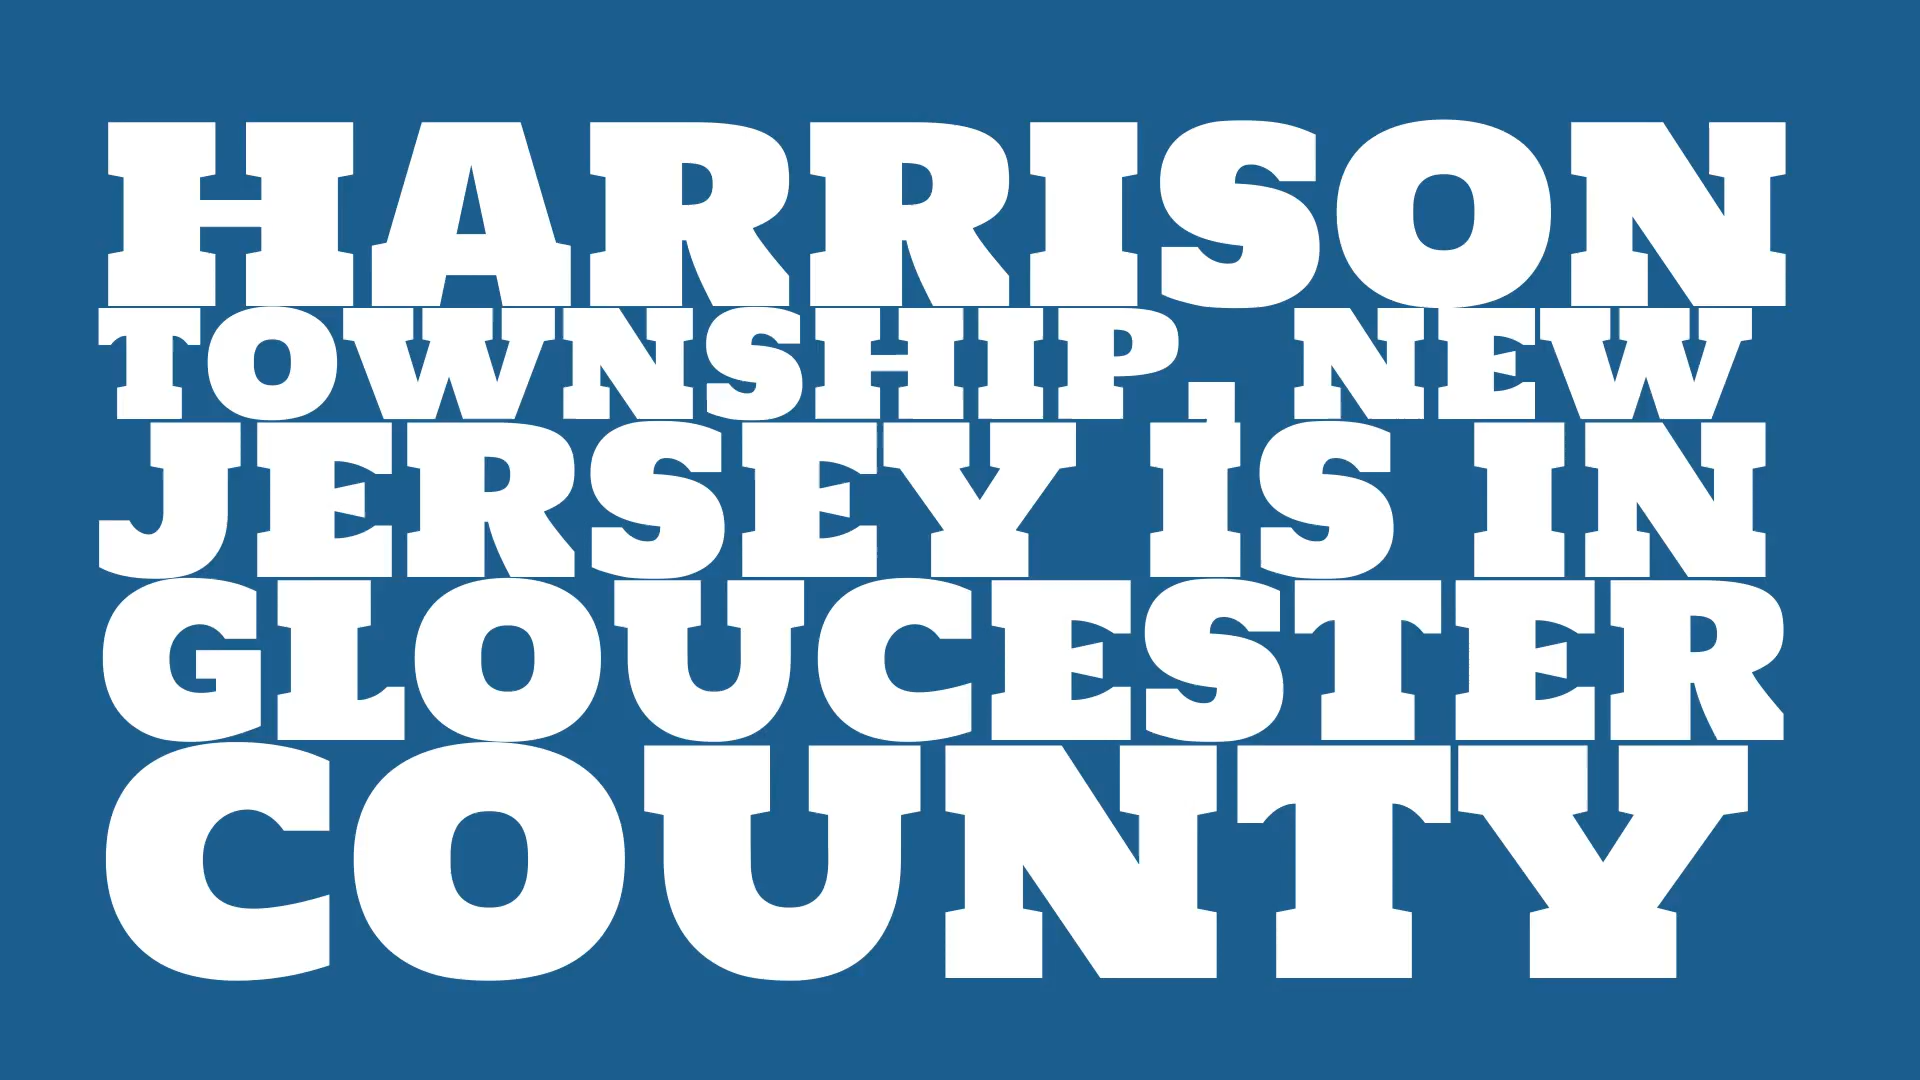 HARRISON
TOWNSHIP, NEW
JERSEY IS IN
GLOUCESTER
COUNTY